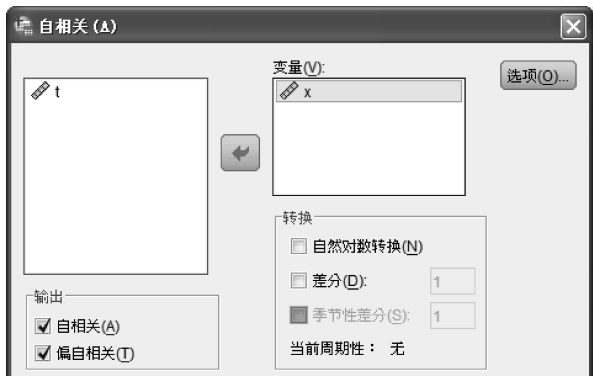 自相关(A)
t
变量(V):
x
选项(O)...
转换
自然对数转换(N)
差分(D): 1
季节性差分(S): 1
当前周期性： 无
输出
自相关(A)
偏自相关(T)